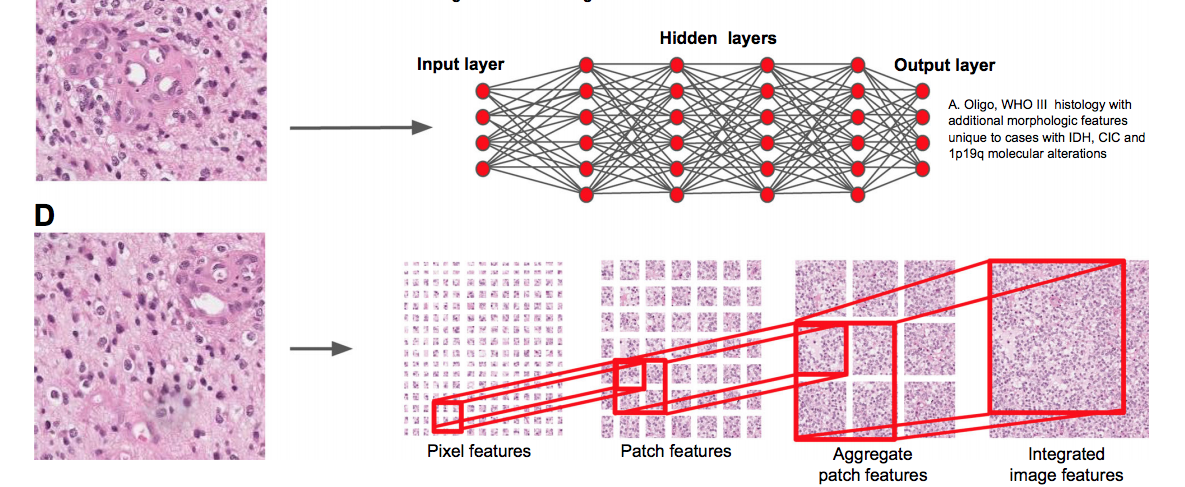 Hidden layers
Input layer
Output layer
A. Oligo, WHO III histology with
additional morphologic features
unique to cases with IDH, CIC and
1p19q molecular alterations
D
Pixel features
Patch features
Aggregate
patch features
Integrated
image features